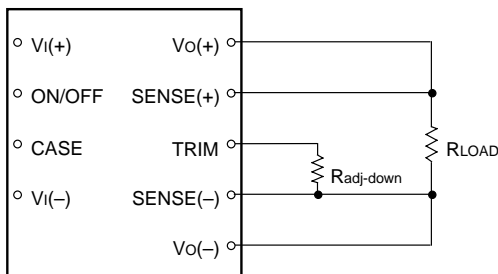 VI(+) VO(+)
ON/OFF SENSE(+)
CASE TRIM
RLOAD
Radj-down
VI(–) SENSE(–)
VO(–)